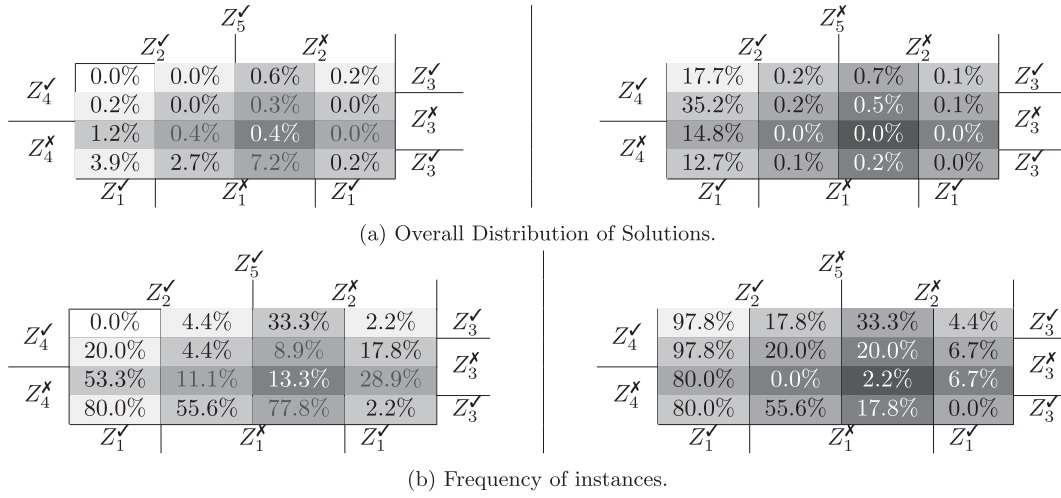 Z5✓ Z5✗
Z2✓ Z2✗ Z2✓ Z2✗
Z4✓ 0.0% 0.0% 0.6% 0.2% Z3✓ Z4✓ 17.7% 0.2% 0.7% 0.1% Z3✓
0.2% 0.0% 0.3% 0.0% Z3✗ 35.2% 0.2% 0.5% 0.1% Z3✗
Z4✗ 1.2% 0.4% 0.4% 0.0% Z4✗ 14.8% 0.0% 0.0% 0.0%
3.9% 2.7% 7.2% 0.2% Z3✓ 12.7% 0.1% 0.2% 0.0% Z3✓
Z1✓ Z1✗ Z1✓ Z1✓ Z1✗ Z1✓
(a) Overall Distribution of Solutions.
Z5✓ Z5✗
Z2✓ Z2✗ Z2✓ Z2✗
Z4✓ 0.0% 4.4% 33.3% 2.2% Z3✓ Z4✓ 97.8% 17.8% 33.3% 4.4% Z3✓
20.0% 4.4% 8.9% 17.8% Z3✗ 97.8% 20.0% 20.0% 6.7% Z3✗
Z4✗ 53.3% 11.1% 13.3% 28.9% Z4✗ 80.0% 0.0% 2.2% 6.7%
80.0% 55.6% 77.8% 2.2% Z3✓ 80.0% 55.6% 17.8% 0.0% Z3✓
Z1✓ Z1✗ Z1✓ Z1✓ Z1✗ Z1✓
(b) Frequency of instances.